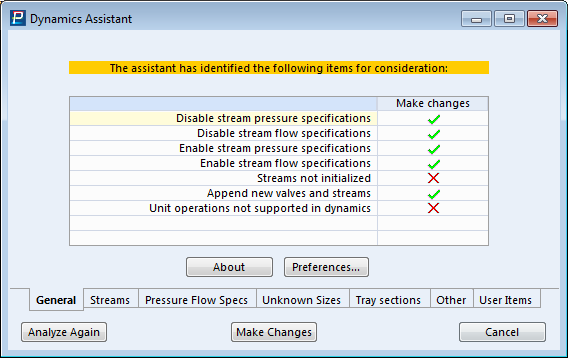 Dynamics Assistant
The assistant has identified the following items for consideration:
Make changes
Disable stream pressure specifications
Disable stream flow specifications
Enable stream pressure specifications
Enable stream flow specifications
Streams not initialized
Append new valves and streams
Unit operations not supported in dynamics
About Preferences...
General Streams Pressure Flow Specs Unknown Sizes Tray sections Other User Items
Analyze Again Make Changes Cancel